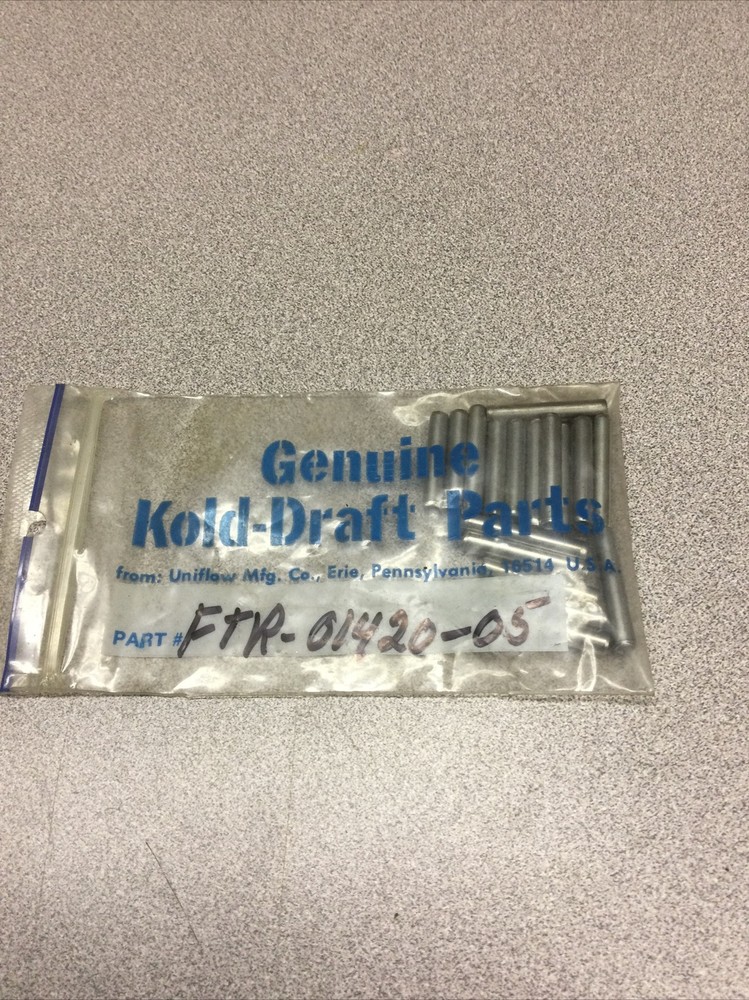 Genuine
Kold-Draft Parts
from: Uniflow Mfg. Co., Erie, Pennsylvania, 16514 U.S.A.
PART # FTR-01420-05